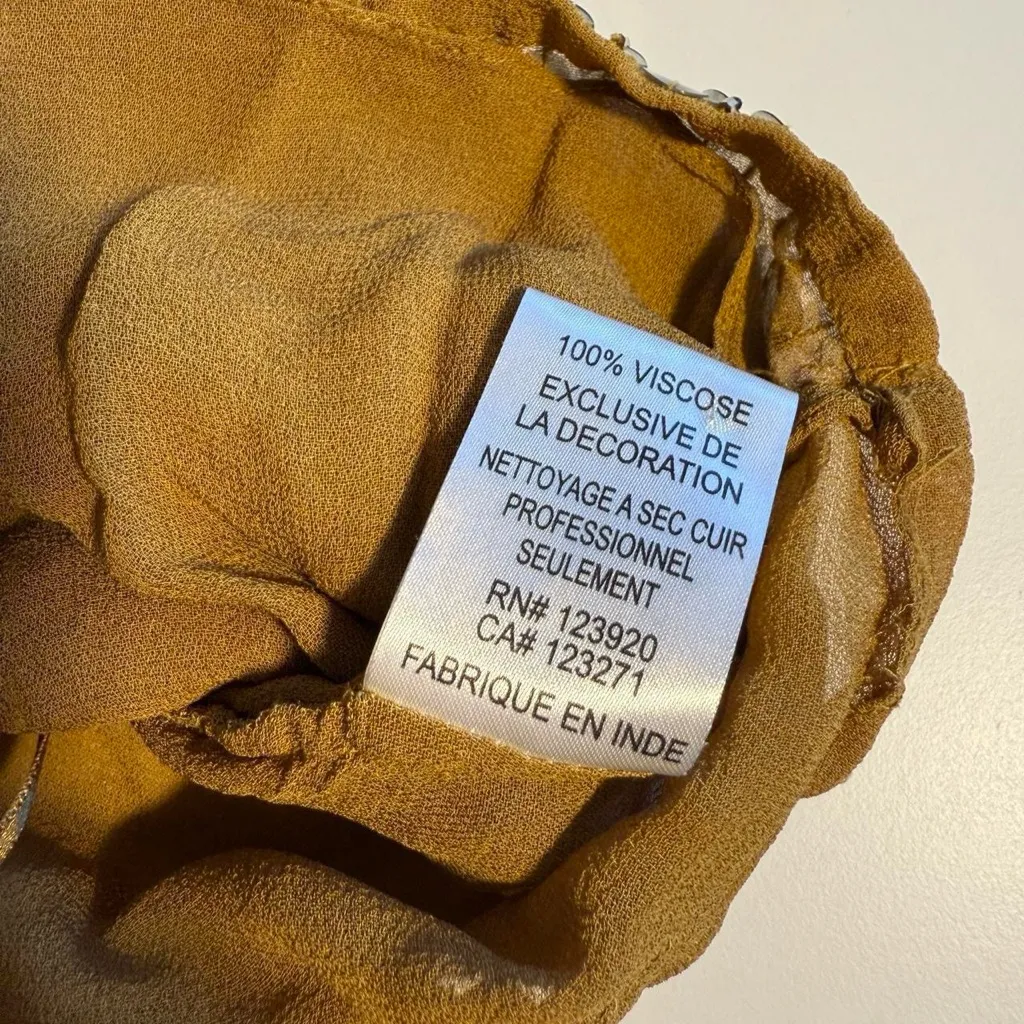 100% VISCOSE
EXCLUSIVE DE
LA DECORATION
NETTOYAGE A SEC CUIR
PROFESSIONNEL
SEULEMENT
RN# 123920
CA# 123271
FABRIQUE EN INDE